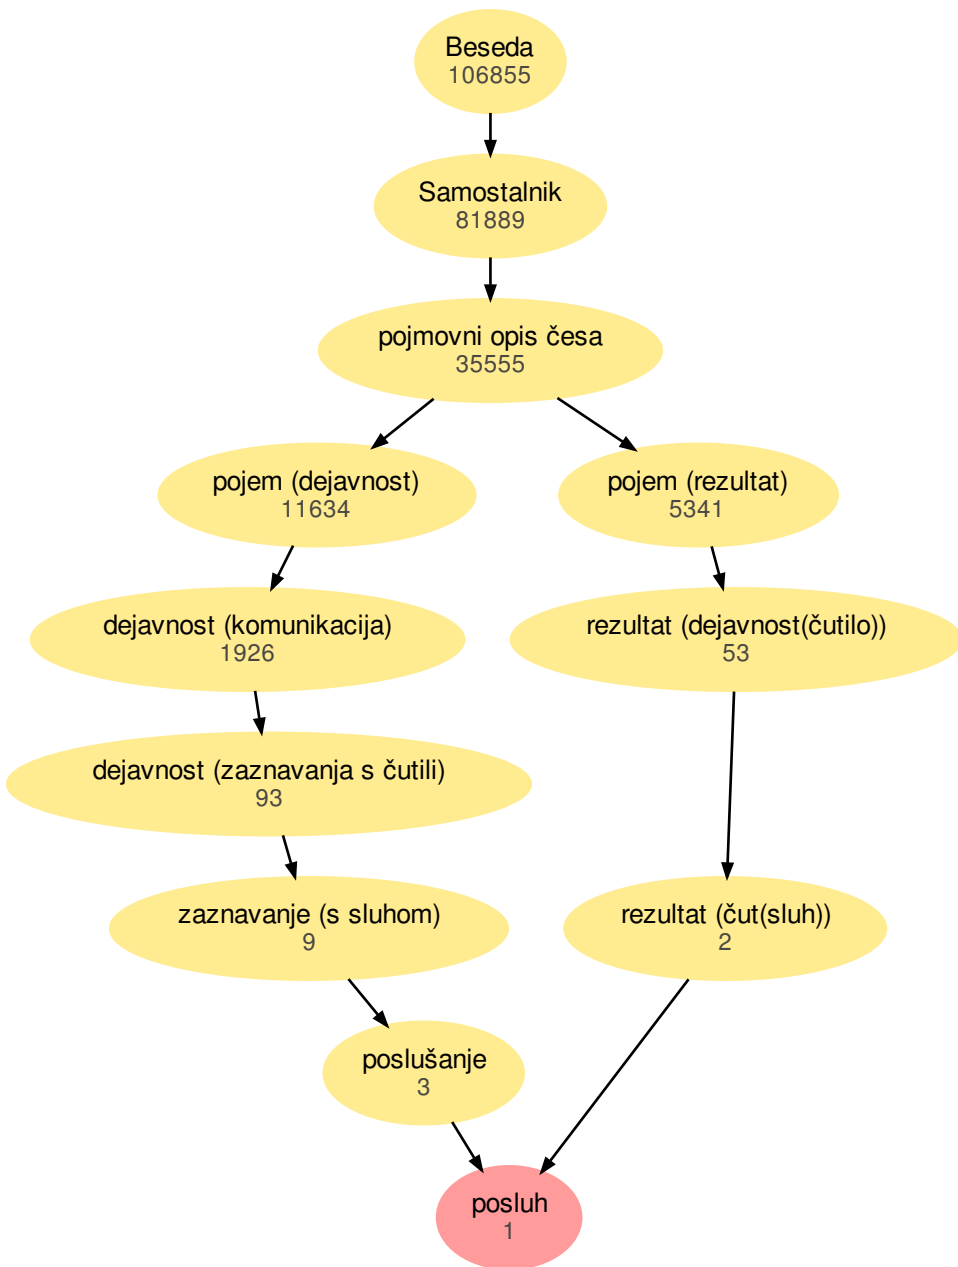 Beseda
106855
Samostalnik
81889
pojmovni opis česa
35555
pojem (dejavnost)
11634
pojem (rezultat)
5341
dejavnost (komunikacija)
1926
rezultat (dejavnost(čutilo))
53
dejavnost (zaznavanja s čutili)
93
zaznavanje (s sluhom)
9
rezultat (čut(sluh))
2
poslušanje
3
posluh
1